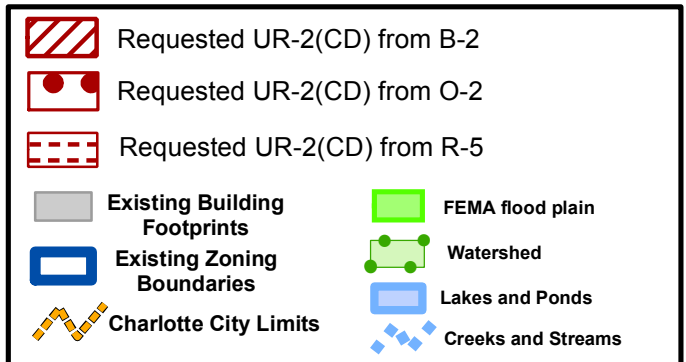 Requested UR-2(CD) from B-2
Requested UR-2(CD) from O-2
Requested UR-2(CD) from R-5
Existing Building
Footprints
Existing Zoning
Boundaries
Charlotte City Limits
FEMA flood plain
Watershed
Lakes and Ponds
Creeks and Streams